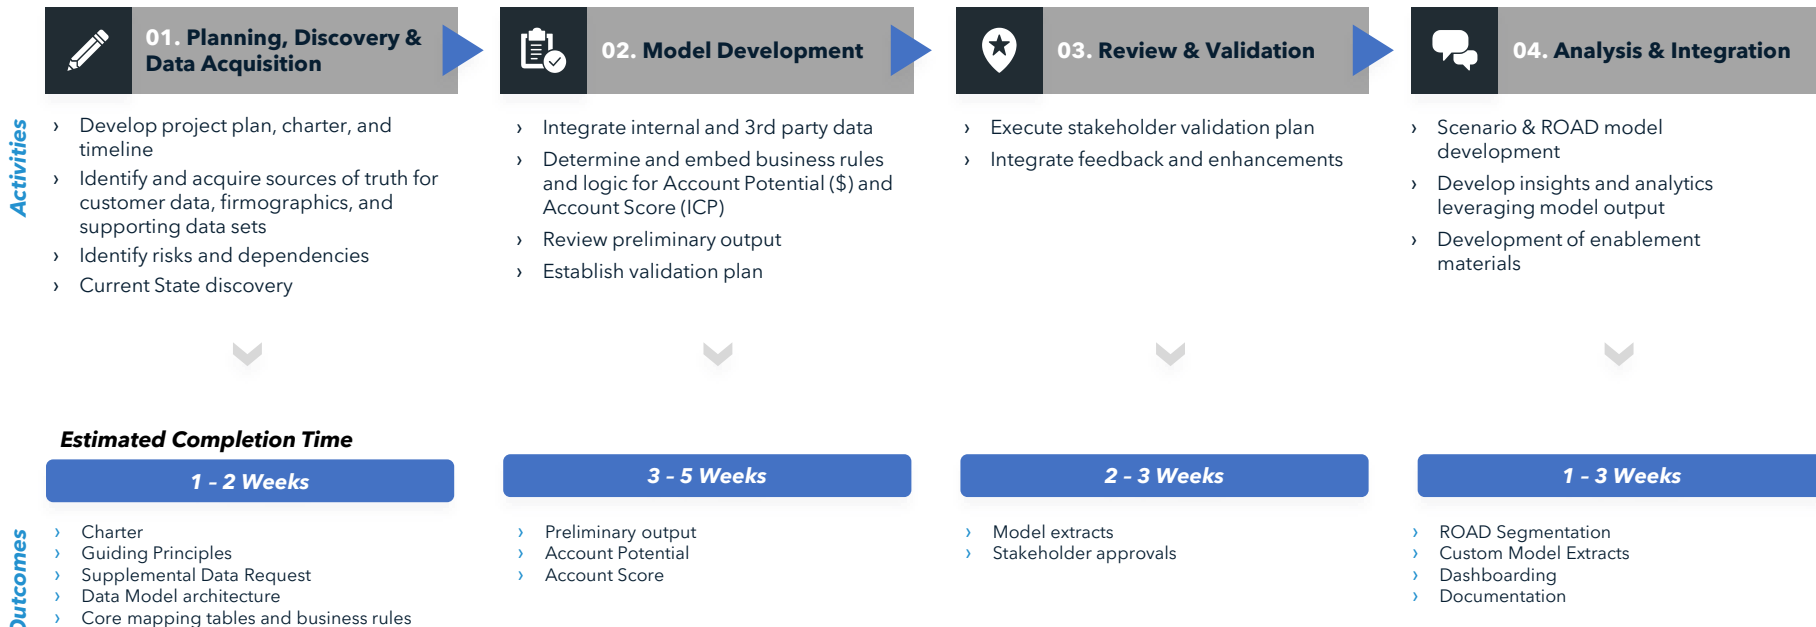 01. Planning, Discovery &
Data Acquisition
02. Model Development
03. Review & Validation
04. Analysis & Integration
Activities
› Develop project plan, charter, and
timeline
› Identify and acquire sources of truth for
customer data, firmographics, and
supporting data sets
› Identify risks and dependencies
› Current State discovery
› Integrate internal and 3rd party data
› Determine and embed business rules
and logic for Account Potential ($) and
Account Score (ICP)
› Review preliminary output
› Establish validation plan
› Execute stakeholder validation plan
› Integrate feedback and enhancements
› Scenario & ROAD model
development
› Develop insights and analytics
leveraging model output
› Development of enablement
materials
Estimated Completion Time
1 – 2 Weeks
3 – 5 Weeks
2 – 3 Weeks
1 – 3 Weeks
Outcomes
› Charter
› Guiding Principles
› Supplemental Data Request
› Data Model architecture
› Core mapping tables and business rules
› Preliminary output
› Account Potential
› Account Score
› Model extracts
› Stakeholder approvals
› ROAD Segmentation
› Custom Model Extracts
› Dashboarding
› Documentation